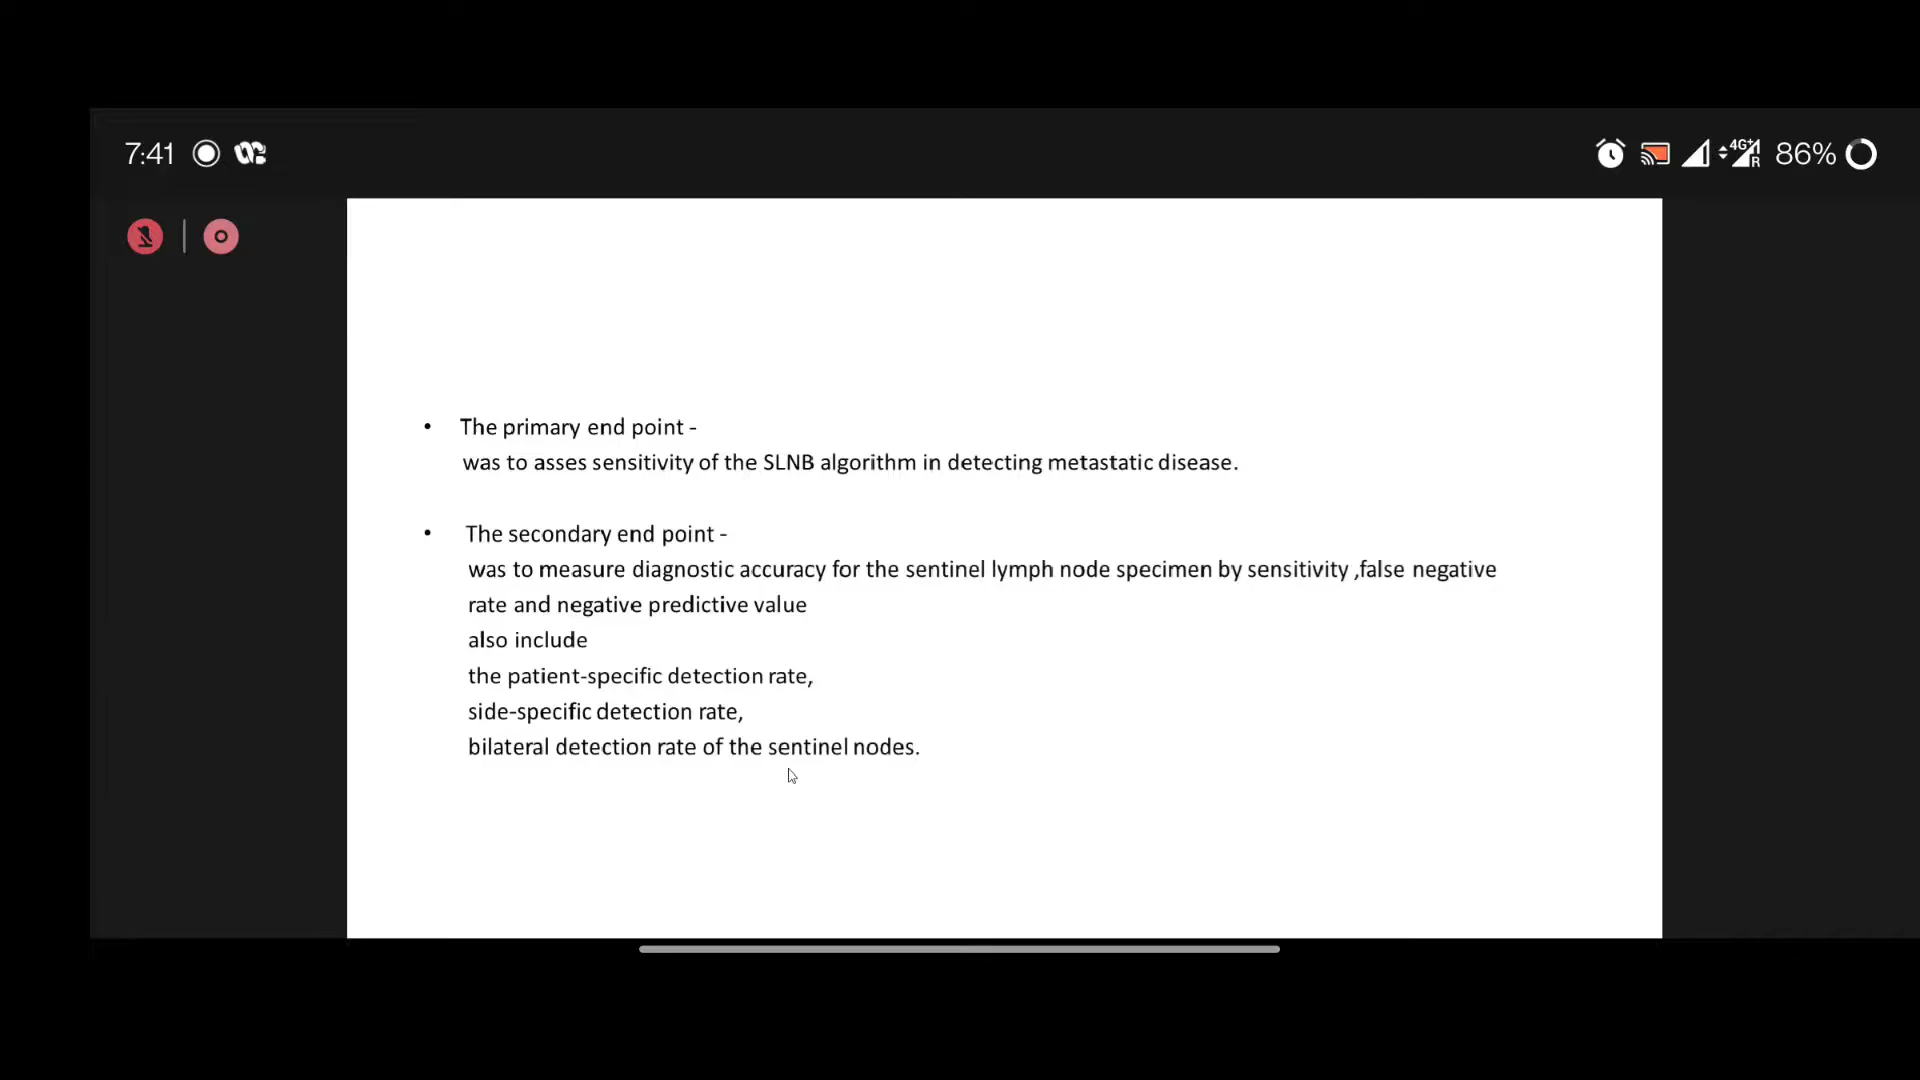 7:41
4G+
R
86%
• The primary end point -
was to asses sensitivity of the SLNB algorithm in detecting metastatic disease.
• The secondary end point -
was to measure diagnostic accuracy for the sentinel lymph node specimen by sensitivity ,false negative
rate and negative predictive value
also include
the patient-specific detection rate,
side-specific detection rate,
bilateral detection rate of the sentinel nodes.